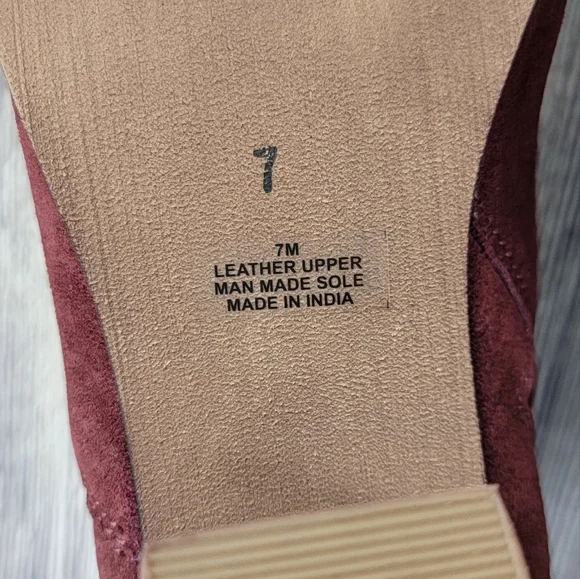 7
7M
LEATHER UPPER
MAN MADE SOLE
MADE IN INDIA